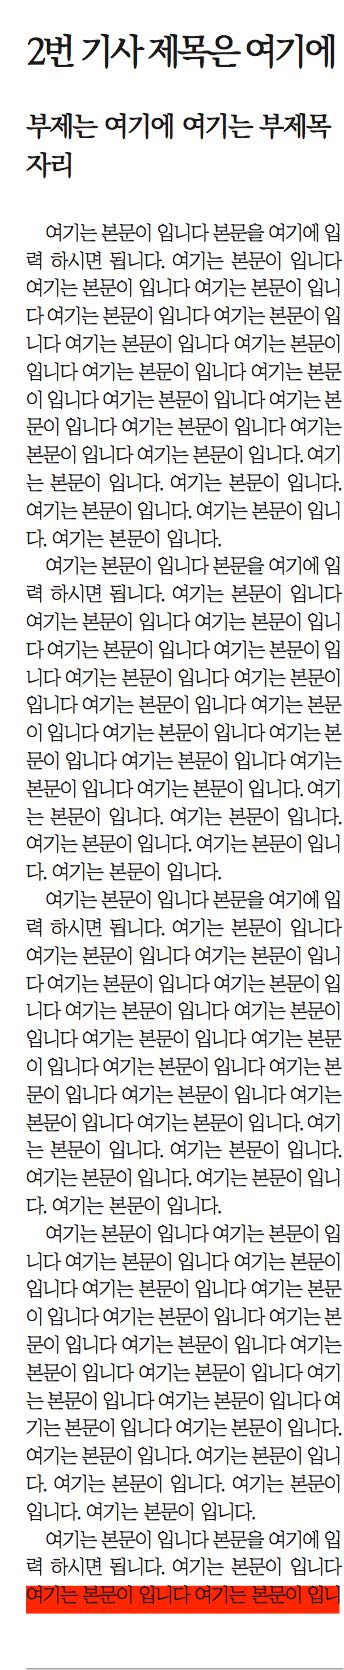 2번 기사 제목은 여기에
부제는 여기에 여기는 부제목
자리
여기는 본문이 입니다 본문을 여기에 입
력 하시면 됩니다. 여기는 본문이 입니다
여기는 본문이 입니다 여기는 본문이 입니
다 여기는 본문이 입니다 여기는 본문이 입
니다 여기는 본문이 입니다 여기는 본문이
입니다 여기는 본문이 입니다 여기는 본문
이 입니다 여기는 본문이 입니다 여기는 본
문이 입니다 여기는 본문이 입니다 여기는
본문이 입니다 여기는 본문이 입니다. 여기
는 본문이 입니다. 여기는 본문이 입니다.
여기는 본문이 입니다. 여기는 본문이 입니
다. 여기는 본문이 입니다.
여기는 본문이 입니다 본문을 여기에 입
력 하시면 됩니다. 여기는 본문이 입니다
여기는 본문이 입니다 여기는 본문이 입니
다 여기는 본문이 입니다 여기는 본문이 입
니다 여기는 본문이 입니다 여기는 본문이
입니다 여기는 본문이 입니다 여기는 본문
이 입니다 여기는 본문이 입니다 여기는 본
문이 입니다 여기는 본문이 입니다 여기는
본문이 입니다 여기는 본문이 입니다. 여기
는 본문이 입니다. 여기는 본문이 입니다.
여기는 본문이 입니다. 여기는 본문이 입니
다. 여기는 본문이 입니다.
여기는 본문이 입니다 본문을 여기에 입
력 하시면 됩니다. 여기는 본문이 입니다
여기는 본문이 입니다 여기는 본문이 입니
다 여기는 본문이 입니다 여기는 본문이 입
니다 여기는 본문이 입니다 여기는 본문이
입니다 여기는 본문이 입니다 여기는 본문
이 입니다 여기는 본문이 입니다 여기는 본
문이 입니다 여기는 본문이 입니다 여기는
본문이 입니다 여기는 본문이 입니다. 여기
는 본문이 입니다. 여기는 본문이 입니다.
여기는 본문이 입니다. 여기는 본문이 입니
다. 여기는 본문이 입니다.
여기는 본문이 입니다 여기는 본문이 입
니다 여기는 본문이 입니다 여기는 본문이
입니다 여기는 본문이 입니다 여기는 본문
이 입니다 여기는 본문이 입니다 여기는 본
문이 입니다 여기는 본문이 입니다 여기는
본문이 입니다 여기는 본문이 입니다 여기
는 본문이 입니다 여기는 본문이 입니다 여
기는 본문이 입니다 여기는 본문이 입니다.
여기는 본문이 입니다. 여기는 본문이 입니
다. 여기는 본문이 입니다. 여기는 본문이
입니다. 여기는 본문이 입니다.
여기는 본문이 입니다 본문을 여기에 입
력 하시면 됩니다. 여기는 본문이 입니다
여기는 본문이 입니다 여기는 본문이 입니